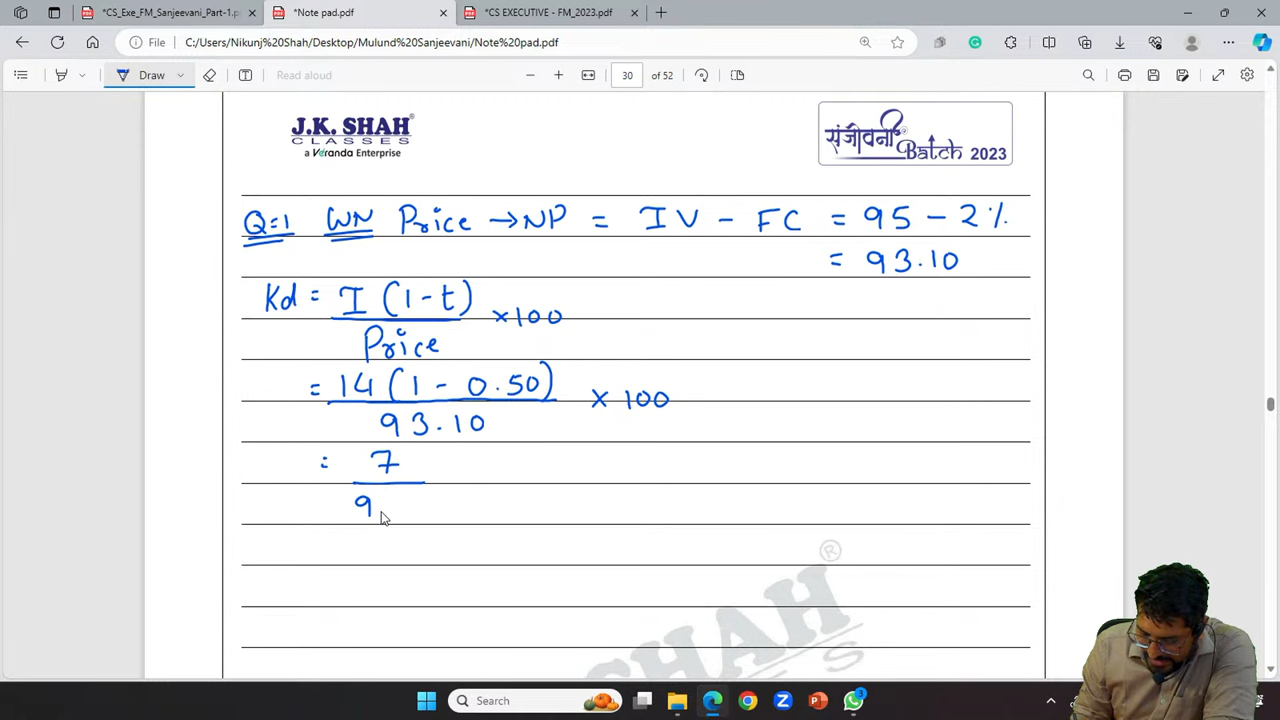 *CS_Exe_FM_Sanjeevani_Part-1.p
*Note pad.pdf
*CS EXECUTIVE - FM_2023.pdf
File
C:/Users/Nikunj%20Shah/Desktop/Mulund%20Sanjeevani/Note%20pad.pdf
Draw
Read aloud
30 of 52
J.K. SHAH®
CLASSES
a Veranda Enterprise
संजीवनी
Batch 2023
Q=1 WN Price → NP = IV - FC = 95 - 2%
= 93.10
Kd = I (1-t) ×100
Price
= 14 (1 - 0.50) × 100
93.10
= 7
9
®
SHAH
S
Search
3